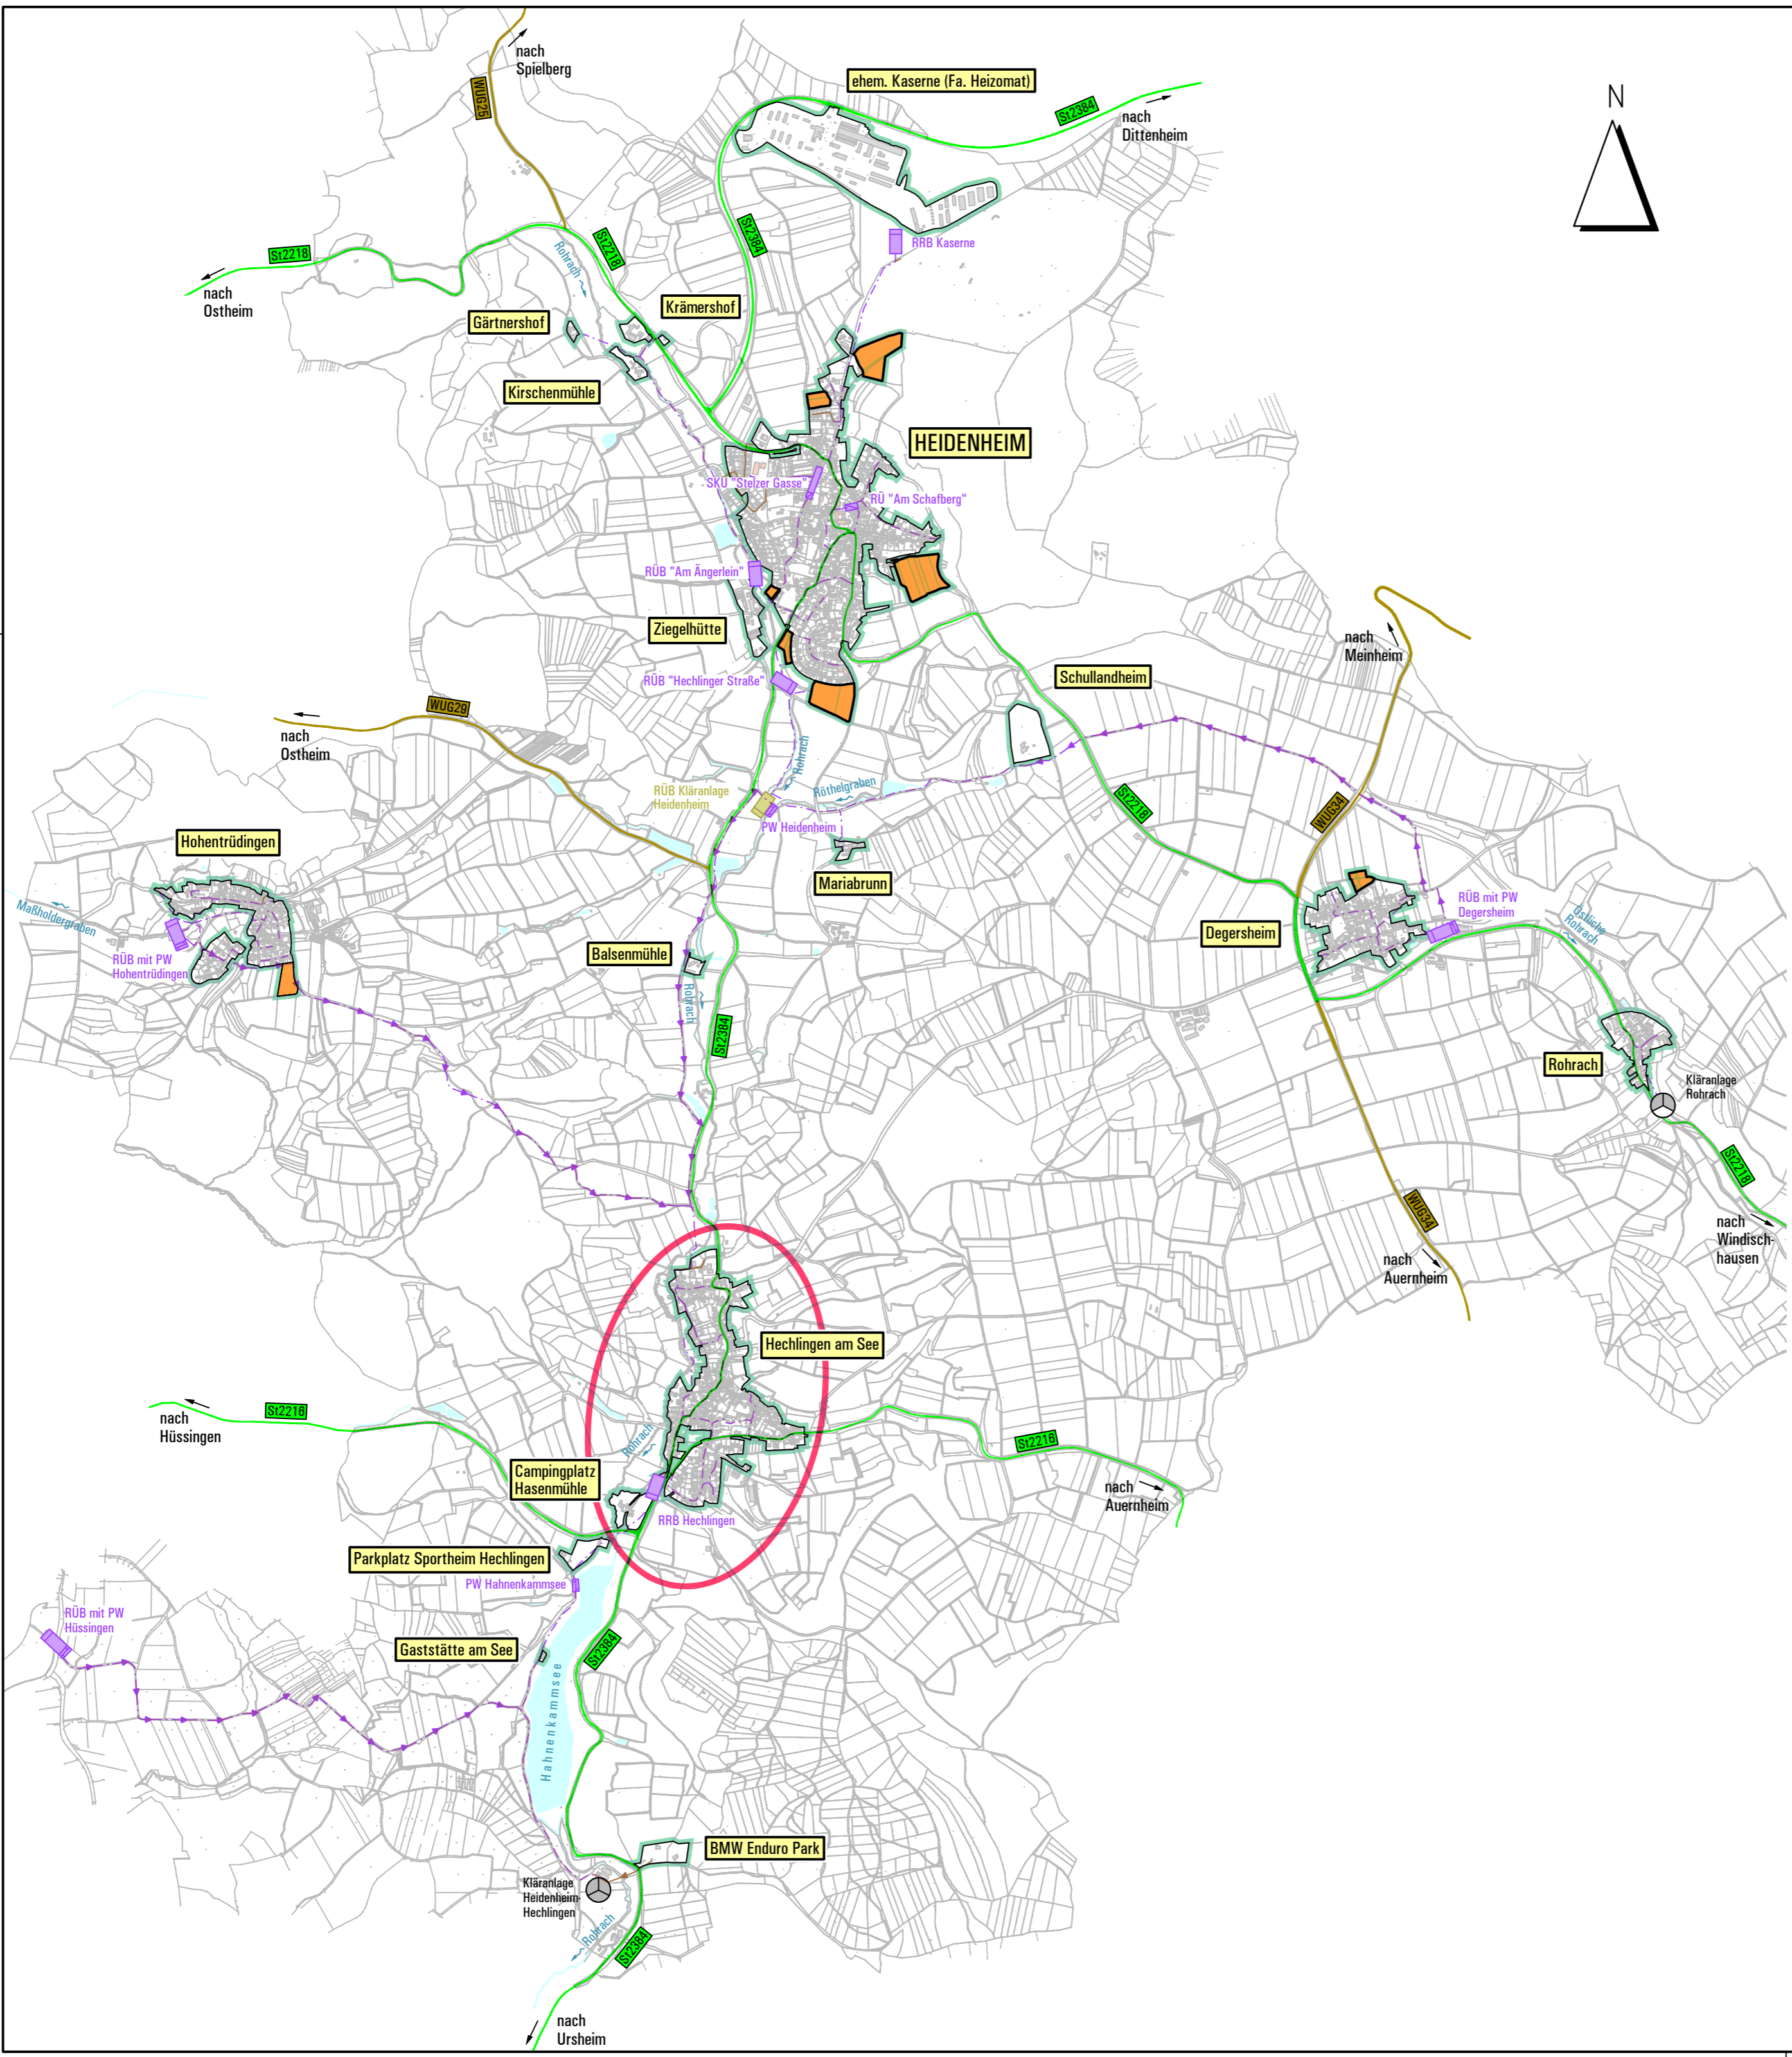 nach
Spielberg
WUG25
ehem. Kaserne (Fa. Heizomat)
St2384
nach
Dittenheim
N
St2218
nach
Ostheim
Rohrach
St2218
St2384
RRB Kaserne
Gärtnershof
Krämershof
Kirschenmühle
HEIDENHEIM
SKU "Stelzer Gasse"
RÜ "Am Schafberg"
RÜB "Am Ängerlein"
Ziegelhütte
RÜB "Hechlinger Straße"
nach
Meinheim
Schullandheim
WUG29
nach
Ostheim
Rohrach
RÜB Kläranlage
Heidenheim
Röthelgraben
PW Heidenheim
St2218
WUG34
Hohentrüdingen
Mariabrunn
Maßholdergraben
RÜB mit PW
Hohentrüdingen
Balsenmühle
Rohrach
St2384
Degersheim
RÜB mit PW
Degersheim
Östliche
Rohrach
Rohrach
Kläranlage
Rohrach
St2218
nach
Windisch-
hausen
WUG34
nach
Auernheim
Hechlingen am See
nach
Hüssingen
St2216
Rohrach
St2216
nach
Auernheim
Campingplatz
Hasenmühle
RRB Hechlingen
Parkplatz Sportheim Hechlingen
PW Hahnenkammsee
RÜB mit PW
Hüssingen
Gaststätte am See
St2384
Hahnenkammsee
BMW Enduro Park
Kläranlage
Heidenheim-
Hechlingen
Rohrach
St2384
nach
Ursheim